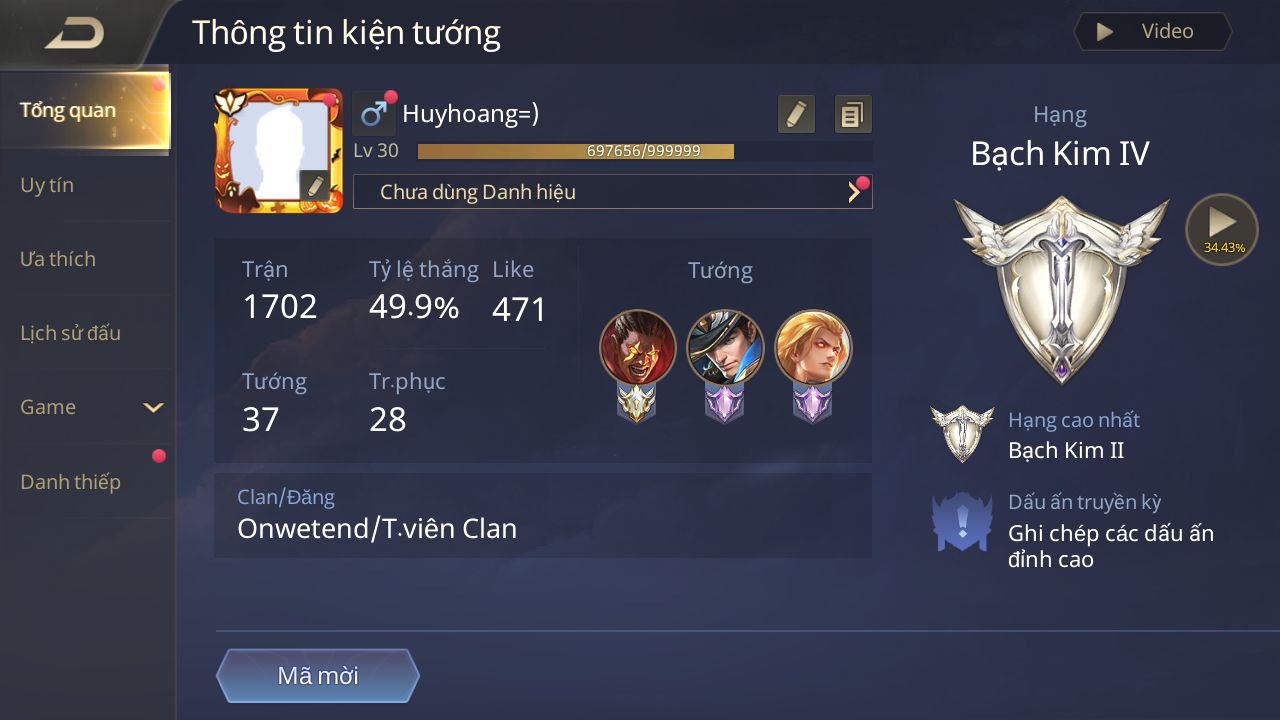 Thông tin kiện tướng
Video
Tổng quan
Uy tín
Ưa thích
Lịch sử đấu
Game
Danh thiếp
Huyhoang=)
Lv 30
697656/999999
Chưa dùng Danh hiệu
Trận
1702
Tỷ lệ thắng
49.9%
Like
471
Tướng
37
Tr.phục
28
Tướng
Clan/Đăng
Onwetend/T.viên Clan
Hạng
Bạch Kim IV
34.43%
Hạng cao nhất
Bạch Kim II
Dấu ấn truyền kỳ
Ghi chép các dấu ấn
đỉnh cao
Mã mời